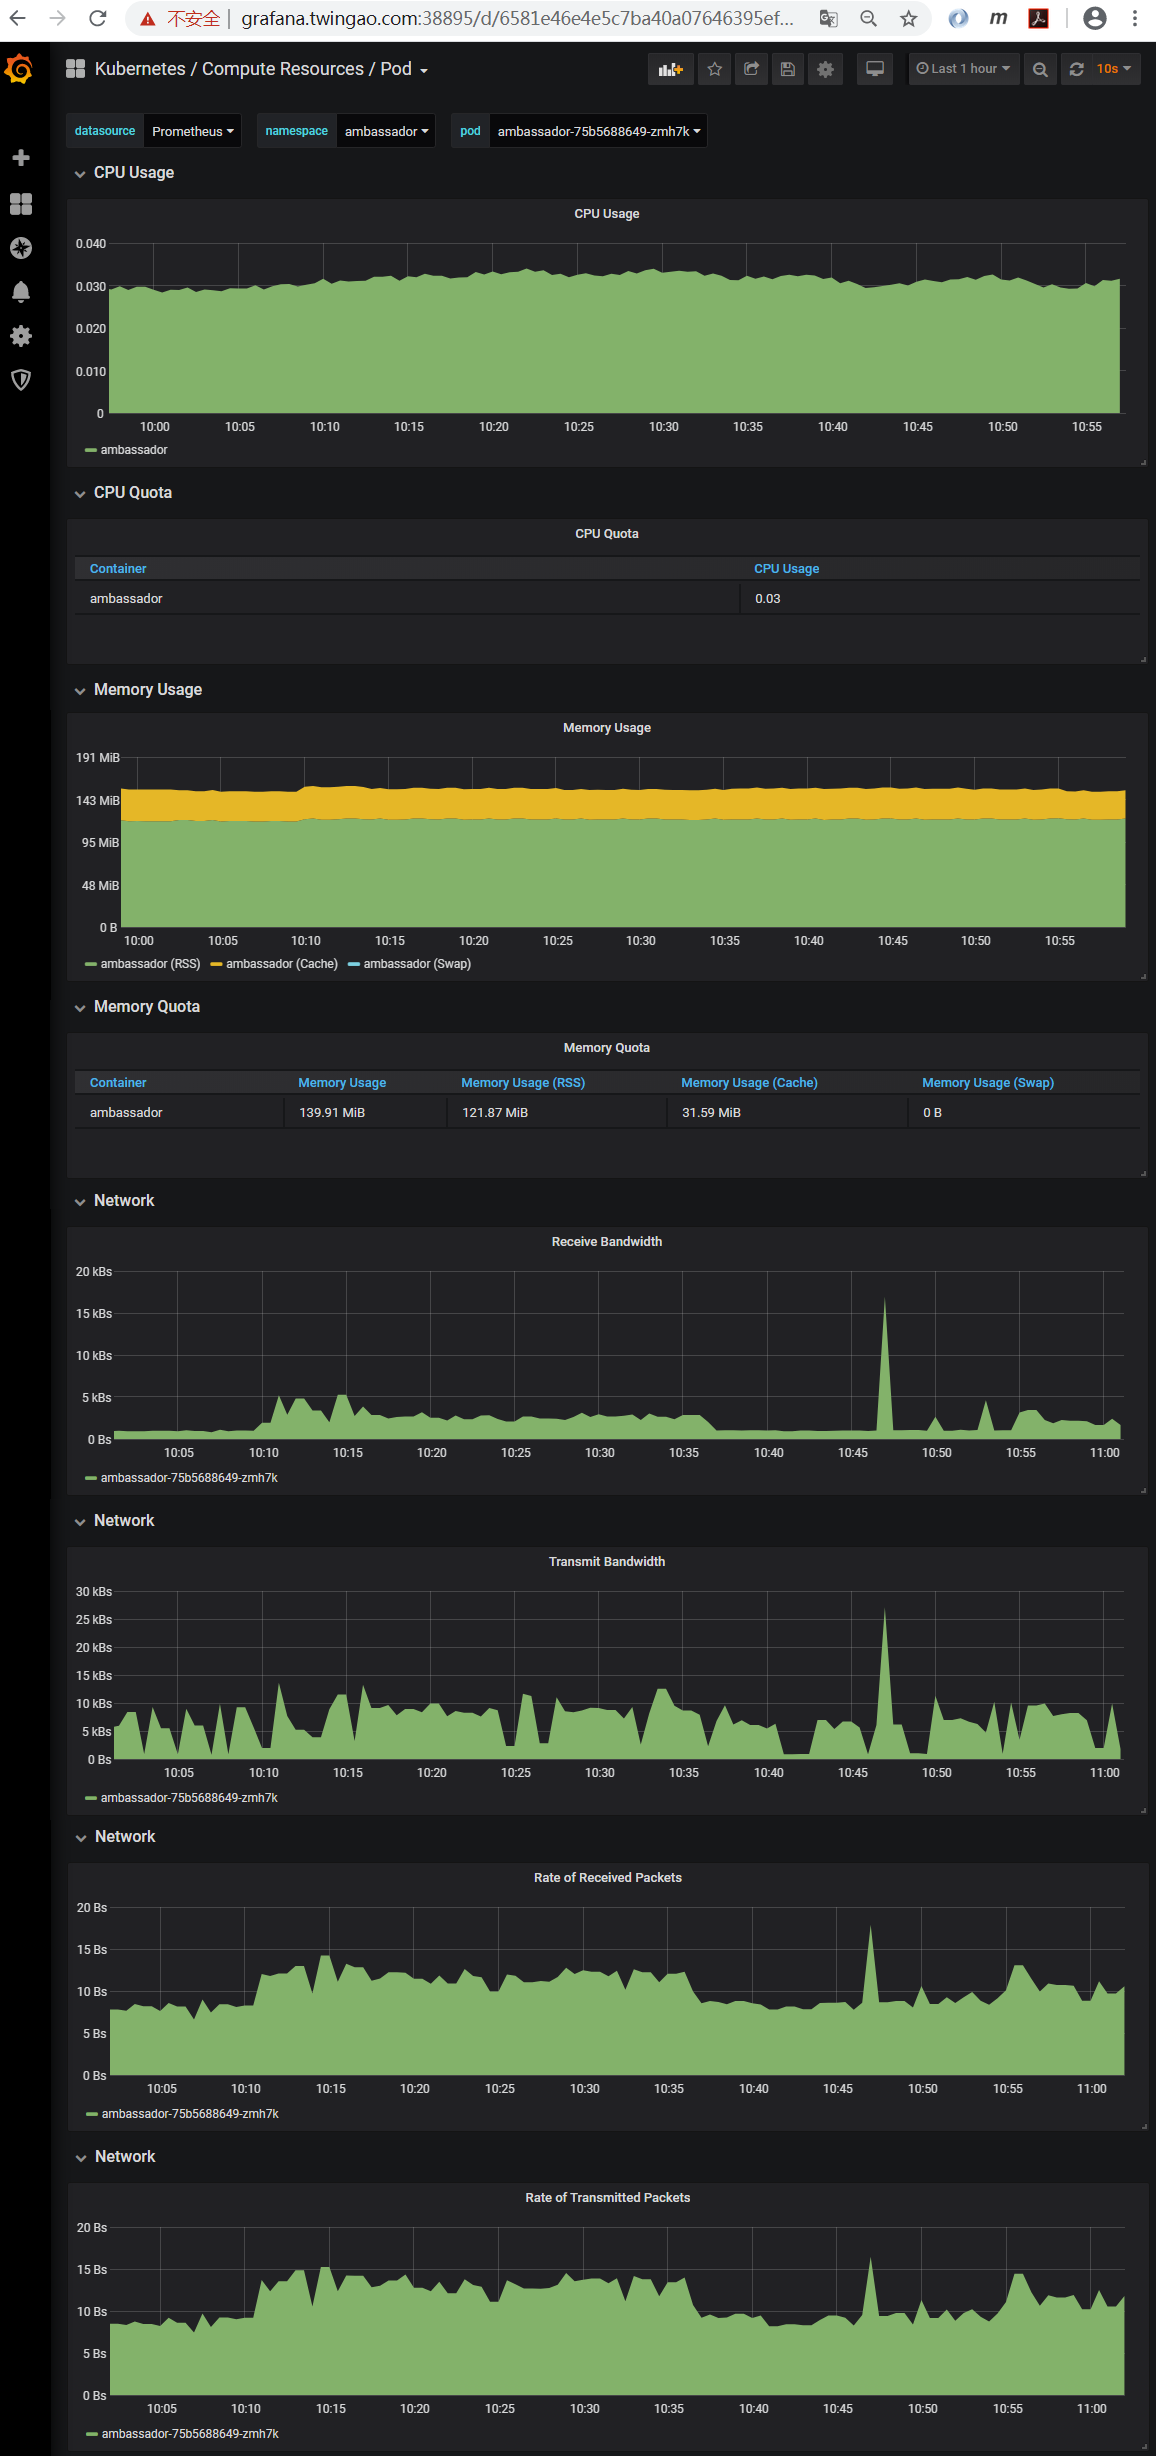 不安全 | grafana.twingao.com:38895/d/6581e46e4e5c7ba40a07646395ef...
Kubernetes / Compute Resources / Pod
Last 1 hour
10s
datasource Prometheus namespace ambassador pod ambassador-75b5688649-zmh7k
CPU Usage
CPU Usage
0.040
0.030
0.020
0.010
0
10:00 10:05 10:10 10:15 10:20 10:25 10:30 10:35 10:40 10:45 10:50 10:55
ambassador
CPU Quota
CPU Quota
Container CPU Usage
ambassador 0.03
Memory Usage
Memory Usage
191 MiB
143 MiB
95 MiB
48 MiB
0 B
10:00 10:05 10:10 10:15 10:20 10:25 10:30 10:35 10:40 10:45 10:50 10:55
ambassador (RSS) ambassador (Cache) ambassador (Swap)
Memory Quota
Memory Quota
Container Memory Usage Memory Usage (RSS) Memory Usage (Cache) Memory Usage (Swap)
ambassador 139.91 MiB 121.87 MiB 31.59 MiB 0 B
Network
Receive Bandwidth
20 kBs
15 kBs
10 kBs
5 kBs
0 Bs
10:05 10:10 10:15 10:20 10:25 10:30 10:35 10:40 10:45 10:50 10:55 11:00
ambassador-75b5688649-zmh7k
Network
Transmit Bandwidth
30 kBs
25 kBs
20 kBs
15 kBs
10 kBs
5 kBs
0 Bs
10:05 10:10 10:15 10:20 10:25 10:30 10:35 10:40 10:45 10:50 10:55 11:00
ambassador-75b5688649-zmh7k
Network
Rate of Received Packets
20 Bs
15 Bs
10 Bs
5 Bs
0 Bs
10:05 10:10 10:15 10:20 10:25 10:30 10:35 10:40 10:45 10:50 10:55 11:00
ambassador-75b5688649-zmh7k
Network
Rate of Transmitted Packets
20 Bs
15 Bs
10 Bs
5 Bs
0 Bs
10:05 10:10 10:15 10:20 10:25 10:30 10:35 10:40 10:45 10:50 10:55 11:00
ambassador-75b5688649-zmh7k